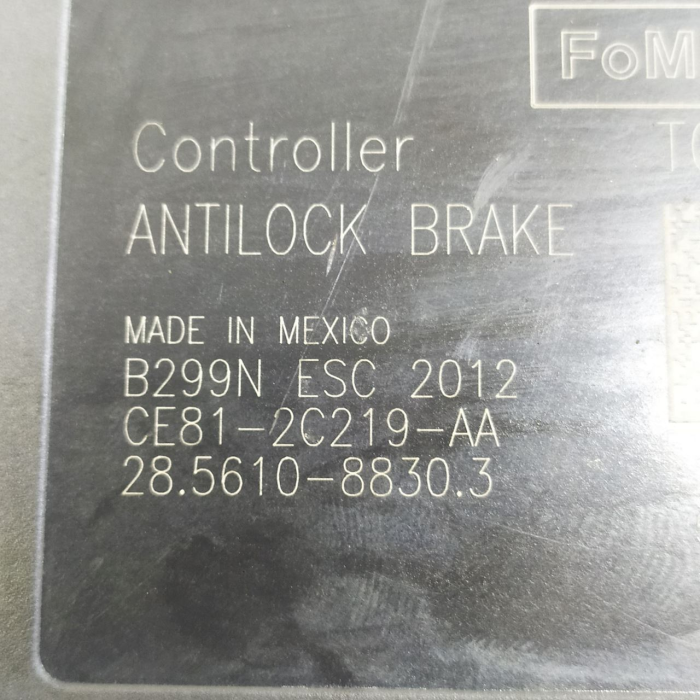 FoM
Controller
ANTILOCK BRAKE
MADE IN MEXICO
B299N ESC 2012
CE81-2C219-AA
28.5610-8830.3